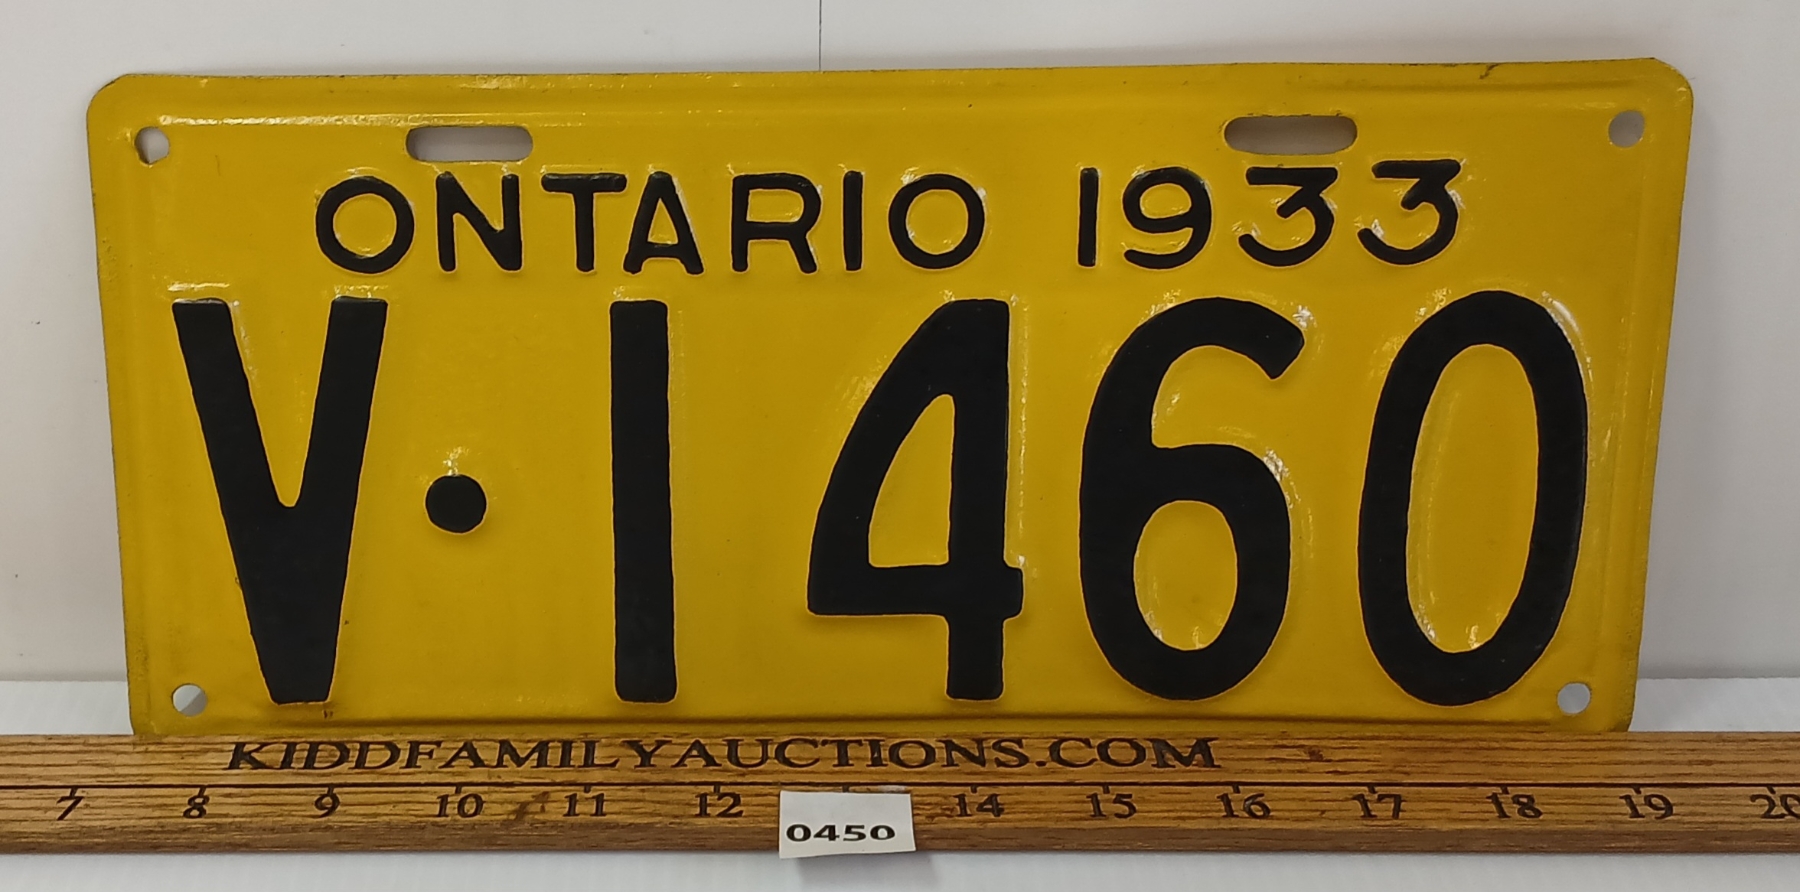 ONTARIO 1933
V·1460
KIDDFAMILYAUCTIONS.COM
7 8 9 10 11 12 14 15 16 17 18 19 20
0450